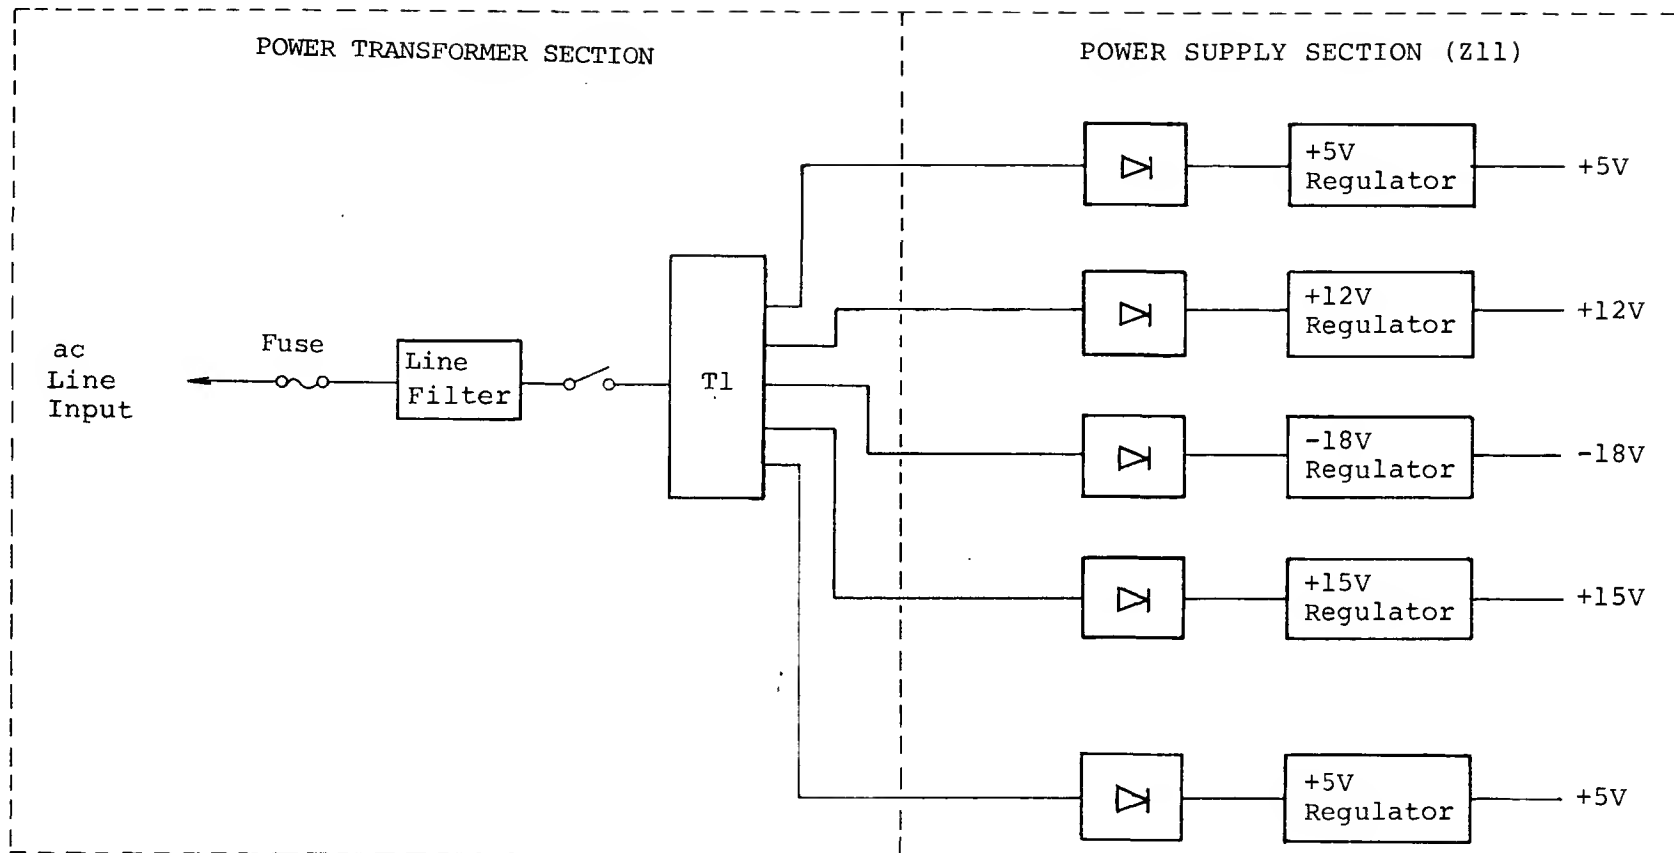 POWER TRANSFORMER SECTION
POWER SUPPLY SECTION (Z11)
+5V
Regulator
+5V
+12V
Regulator
+12V
ac
Line
Input
Fuse
Line
Filter
T1
-18V
Regulator
-18V
+15V
Regulator
+15V
+5V
Regulator
+5V